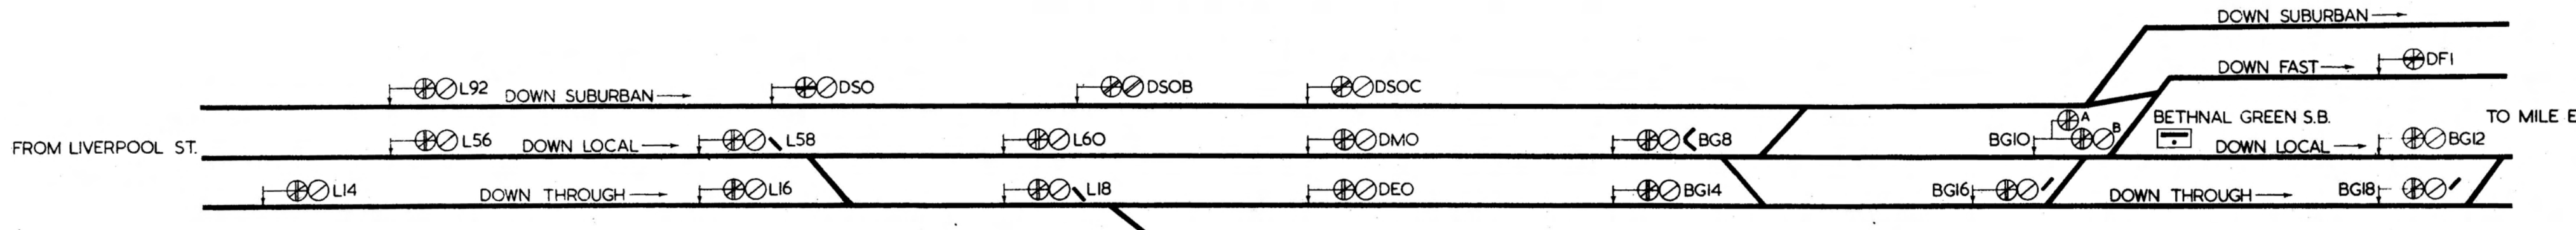 DOWN SUBURBAN
DOWN FAST DF1
L92 DOWN SUBURBAN DSO DSOB DSOC
A BETHNAL GREEN S.B. TO MILE E
FROM LIVERPOOL ST. L56 DOWN LOCAL L58 L60 DMO BG8 BG10 B DOWN LOCAL BG12
L14 DOWN THROUGH L16 L18 DEO BG14 BG16 DOWN THROUGH BG18